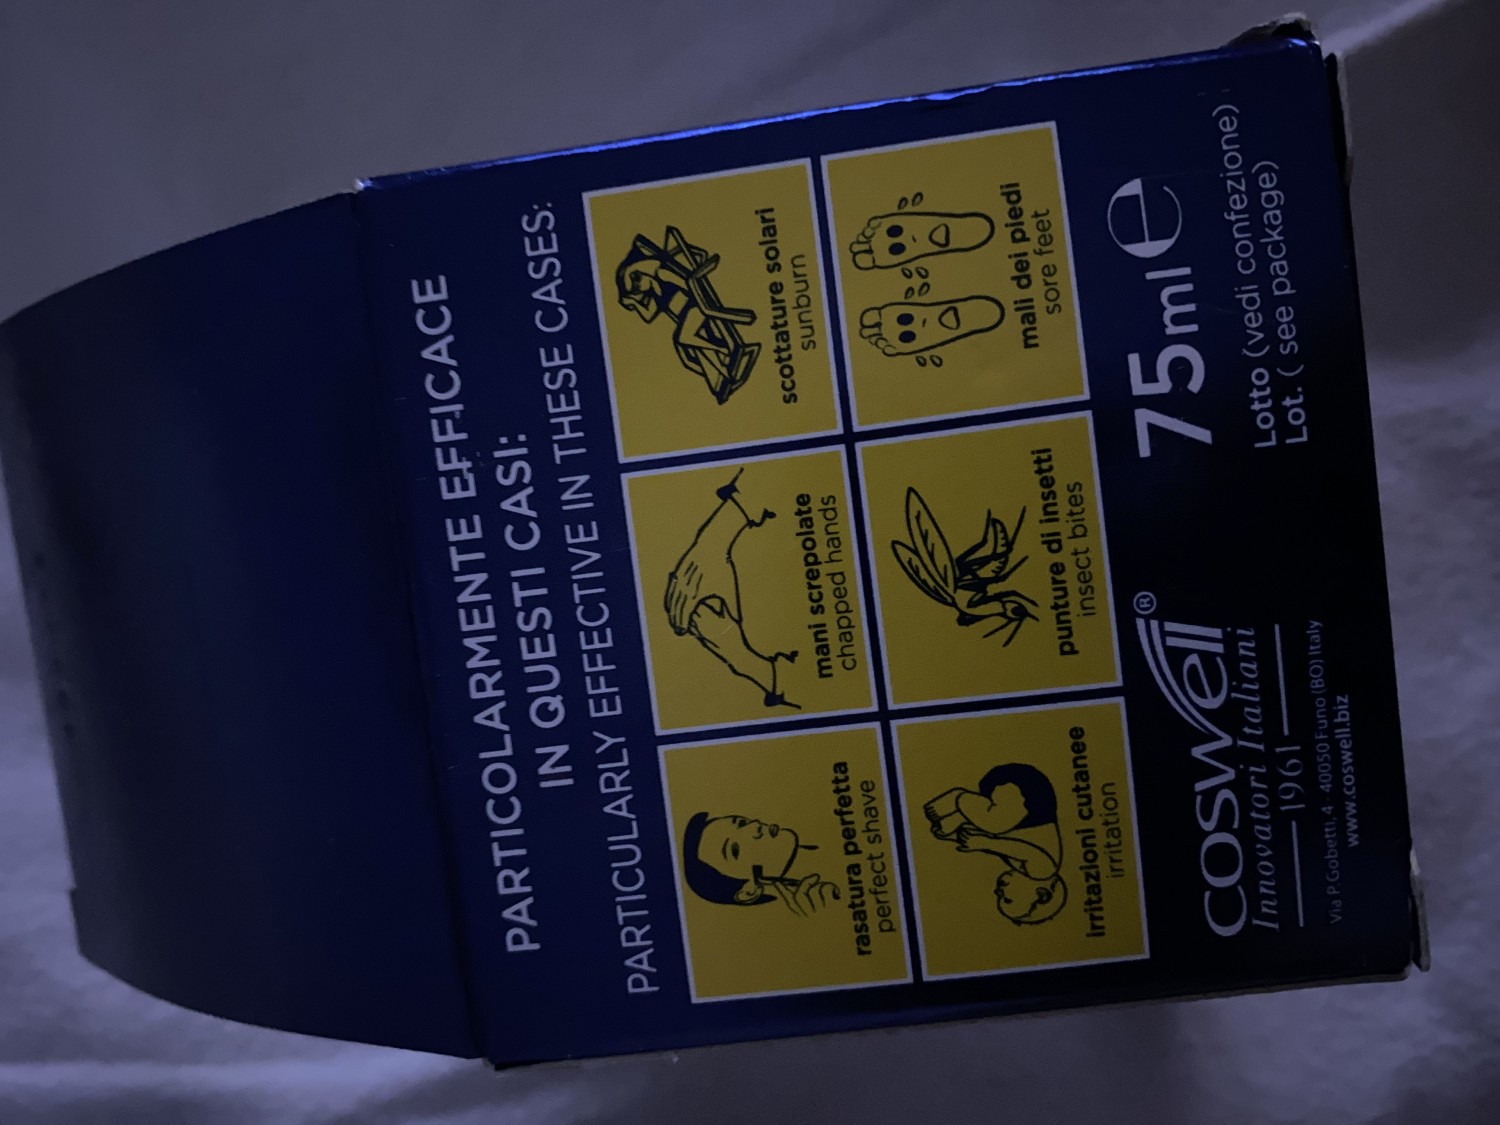 PARTICOLARMENTE EFFICACE
IN QUESTI CASI:
PARTICULARLY EFFECTIVE IN THESE CASES:
rasatura perfetta
perfect shave
mani screpolate
chapped hands
scottature solari
sunburn
irritazioni cutanee
irritation
punture di insetti
insect bites
mali dei piedi
sore feet
coswell®
Innovatori Italiani
1961
Via P.Gobetti,4 - 40050 Funo (BO) Italy
www.coswell.biz
75ml e
Lotto (vedi confezione)
Lot. ( see package)